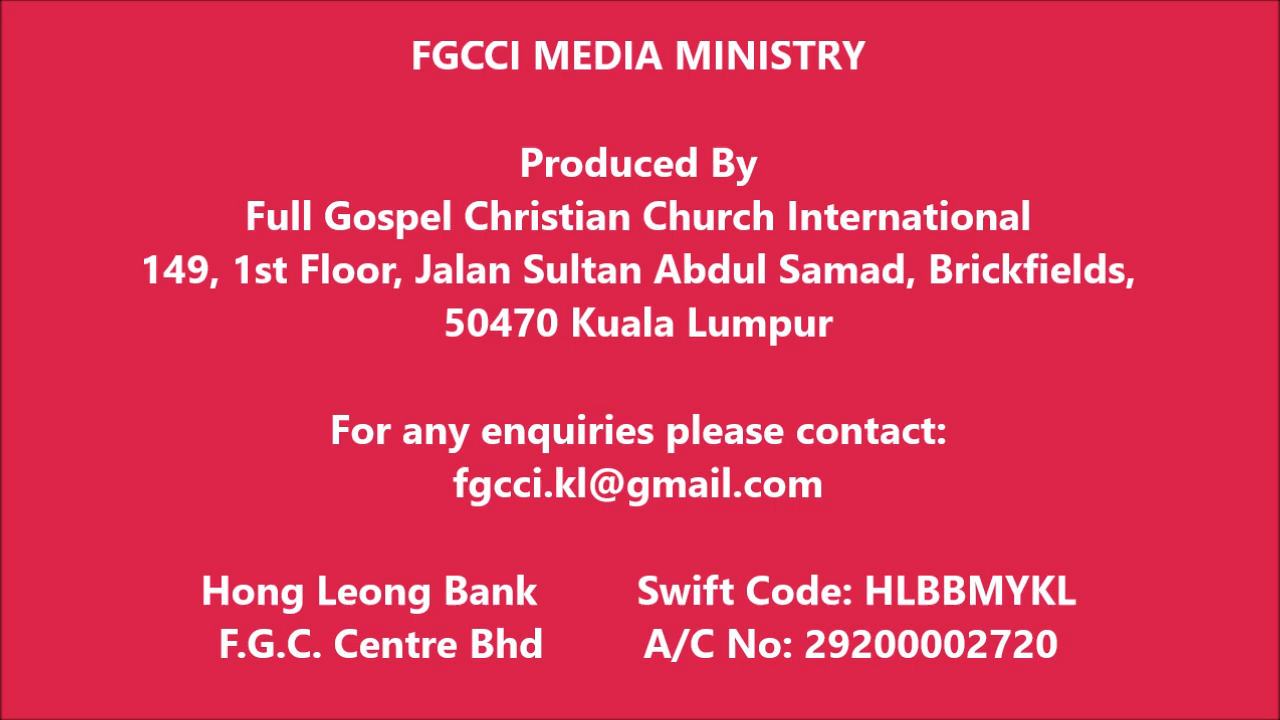 FGCCI MEDIA MINISTRY
Produced By
Full Gospel Christian Church International
149, 1st Floor, Jalan Sultan Abdul Samad, Brickfields,
50470 Kuala Lumpur
For any enquiries please contact:
fgcci.kl@gmail.com
Hong Leong Bank Swift Code: HLBBMYKL
F.G.C. Centre Bhd A/C No: 29200002720